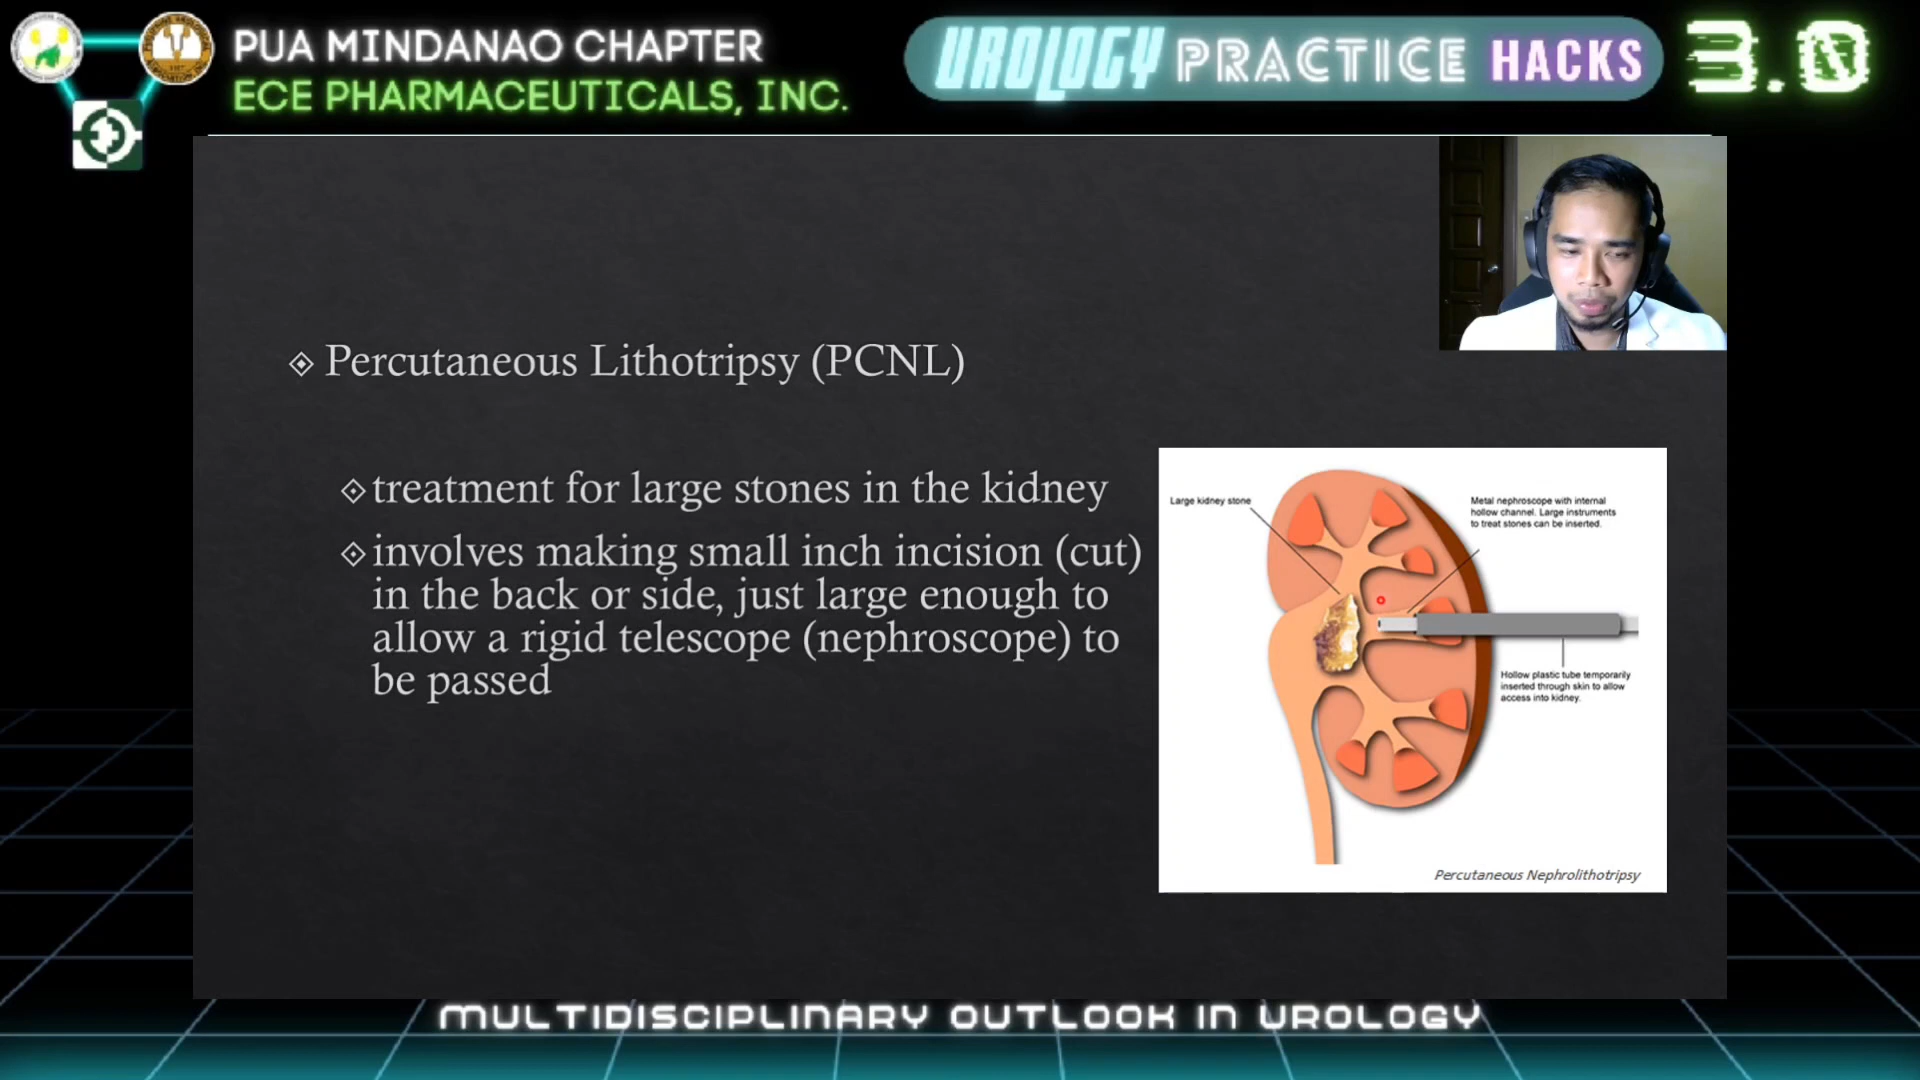 PUA MINDANAO CHAPTER
ECE PHARMACEUTICALS, INC.
UROLOGY PRACTICE HACKS 3.0
Percutaneous Lithotripsy (PCNL)
treatment for large stones in the kidney
involves making small inch incision (cut)
in the back or side, just large enough to
allow a rigid telescope (nephroscope) to
be passed
Large kidney stone
Metal nephroscope with internal
hollow channel. Large instruments
to treat stones can be inserted.
Hollow plastic tube temporarily
inserted through skin to allow
access into kidney.
Percutaneous Nephrolithotripsy
MULTIDISCIPLINARY OUTLOOK IN UROLOGY